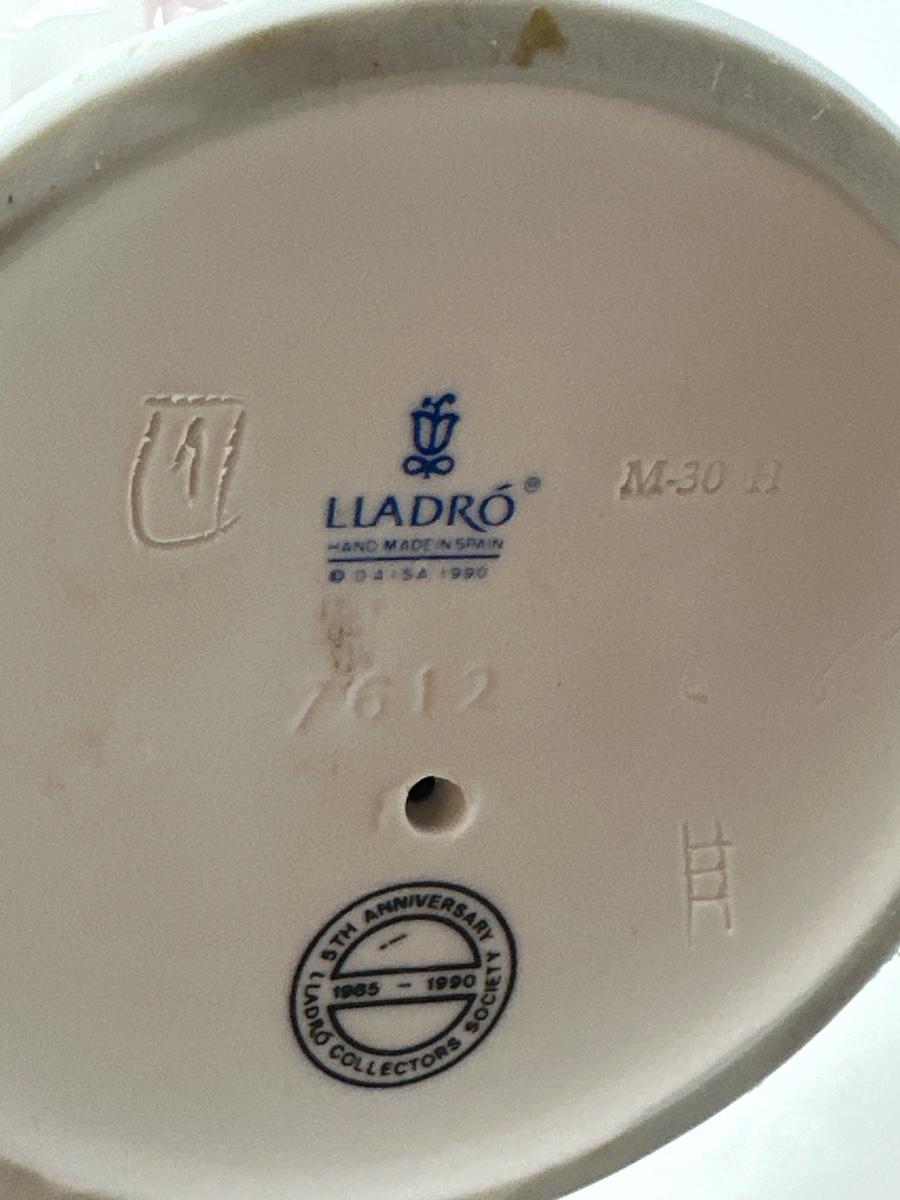 LLADRÓ®
HAND MADE IN SPAIN
© DAISA 1990
M-30 H
7612
5TH ANNIVERSARY
1985 – 1990
LLADRÓ COLLECTORS SOCIETY